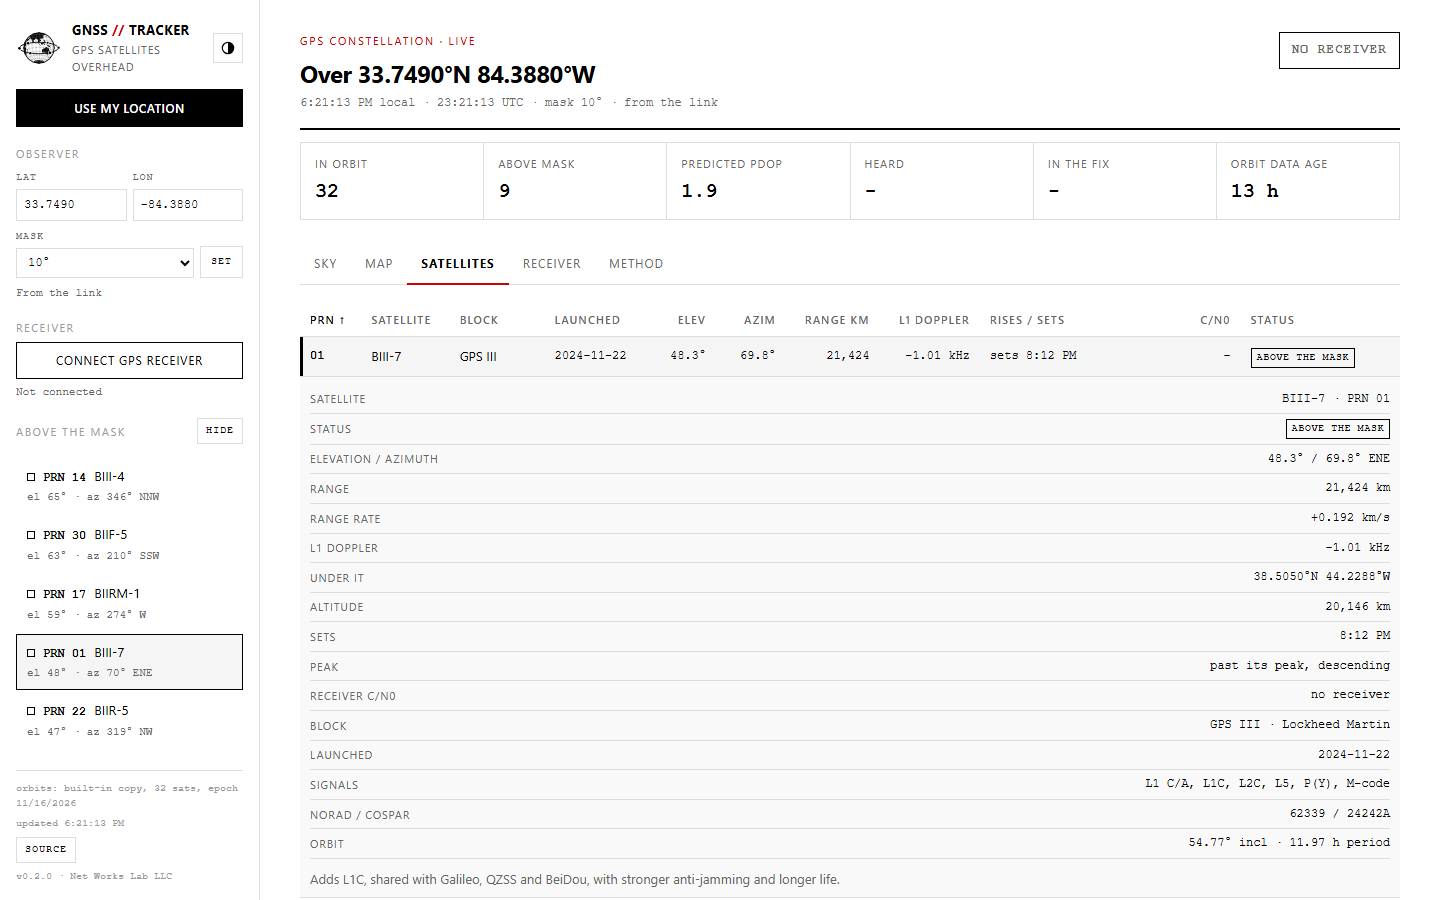 GNSS // TRACKER
GPS SATELLITES
OVERHEAD
USE MY LOCATION
OBSERVER
LAT LON
33.7490 -84.3880
MASK
10° SET
From the link
RECEIVER
CONNECT GPS RECEIVER
Not connected
ABOVE THE MASK HIDE
PRN 14 BIII-4
el 65° · az 346° NNW
PRN 30 BIIF-5
el 63° · az 210° SSW
PRN 17 BIIRM-1
el 59° · az 274° W
PRN 01 BIII-7
el 48° · az 70° ENE
PRN 22 BIIR-5
el 47° · az 319° NW
orbits: built-in copy, 32 sats, epoch
11/16/2026
updated 6:21:13 PM
SOURCE
v0.2.0 · Net Works Lab LLC
GPS CONSTELLATION · LIVE
Over 33.7490°N 84.3880°W
6:21:13 PM local · 23:21:13 UTC · mask 10° · from the link
NO RECEIVER
IN ORBIT ABOVE MASK PREDICTED PDOP HEARD IN THE FIX ORBIT DATA AGE
32 9 1.9 – – 13 h
SKY MAP SATELLITES RECEIVER METHOD
PRN ↑ SATELLITE BLOCK LAUNCHED ELEV AZIM RANGE KM L1 DOPPLER RISES / SETS C/N0 STATUS
01 BIII-7 GPS III 2024-11-22 48.3° 69.8° 21,424 -1.01 kHz sets 8:12 PM – ABOVE THE MASK
SATELLITE BIII-7 · PRN 01
STATUS ABOVE THE MASK
ELEVATION / AZIMUTH 48.3° / 69.8° ENE
RANGE 21,424 km
RANGE RATE +0.192 km/s
L1 DOPPLER -1.01 kHz
UNDER IT 38.5050°N 44.2288°W
ALTITUDE 20,146 km
SETS 8:12 PM
PEAK past its peak, descending
RECEIVER C/N0 no receiver
BLOCK GPS III · Lockheed Martin
LAUNCHED 2024-11-22
SIGNALS L1 C/A, L1C, L2C, L5, P(Y), M-code
NORAD / COSPAR 62339 / 24242A
ORBIT 54.77° incl · 11.97 h period
Adds L1C, shared with Galileo, QZSS and BeiDou, with stronger anti-jamming and longer life.